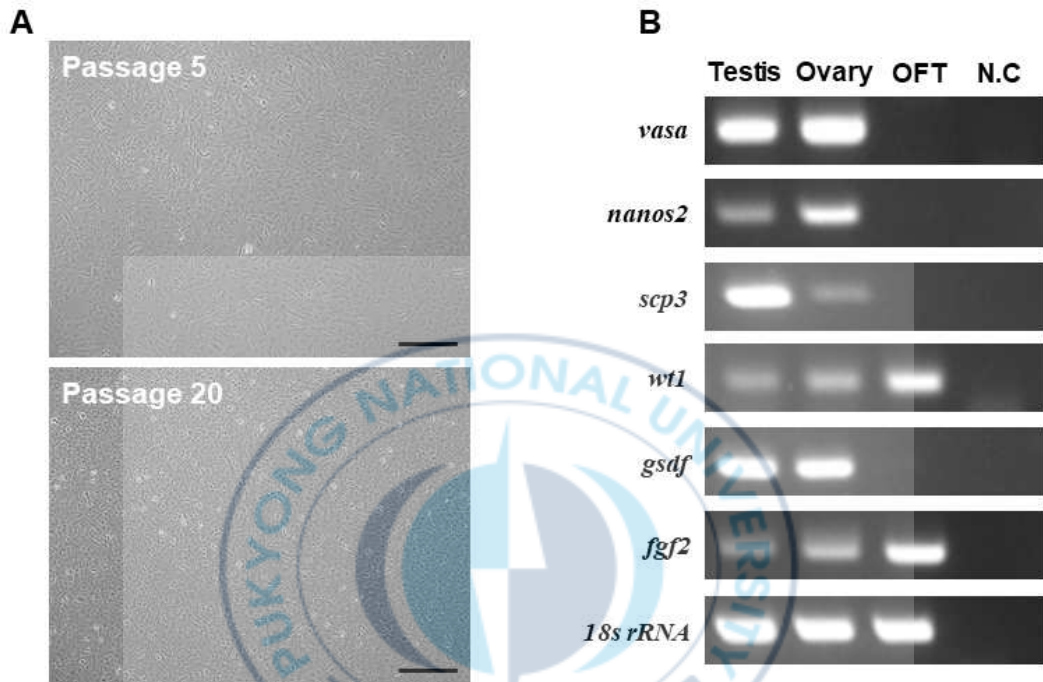 A
Passage 5
Passage 20
B
Testis Ovary OFT N.C
vasa
nanos2
scp3
wt1
gsdf
fgf2
18s rRNA
PUKYONG NATIONAL UNIVERSITY